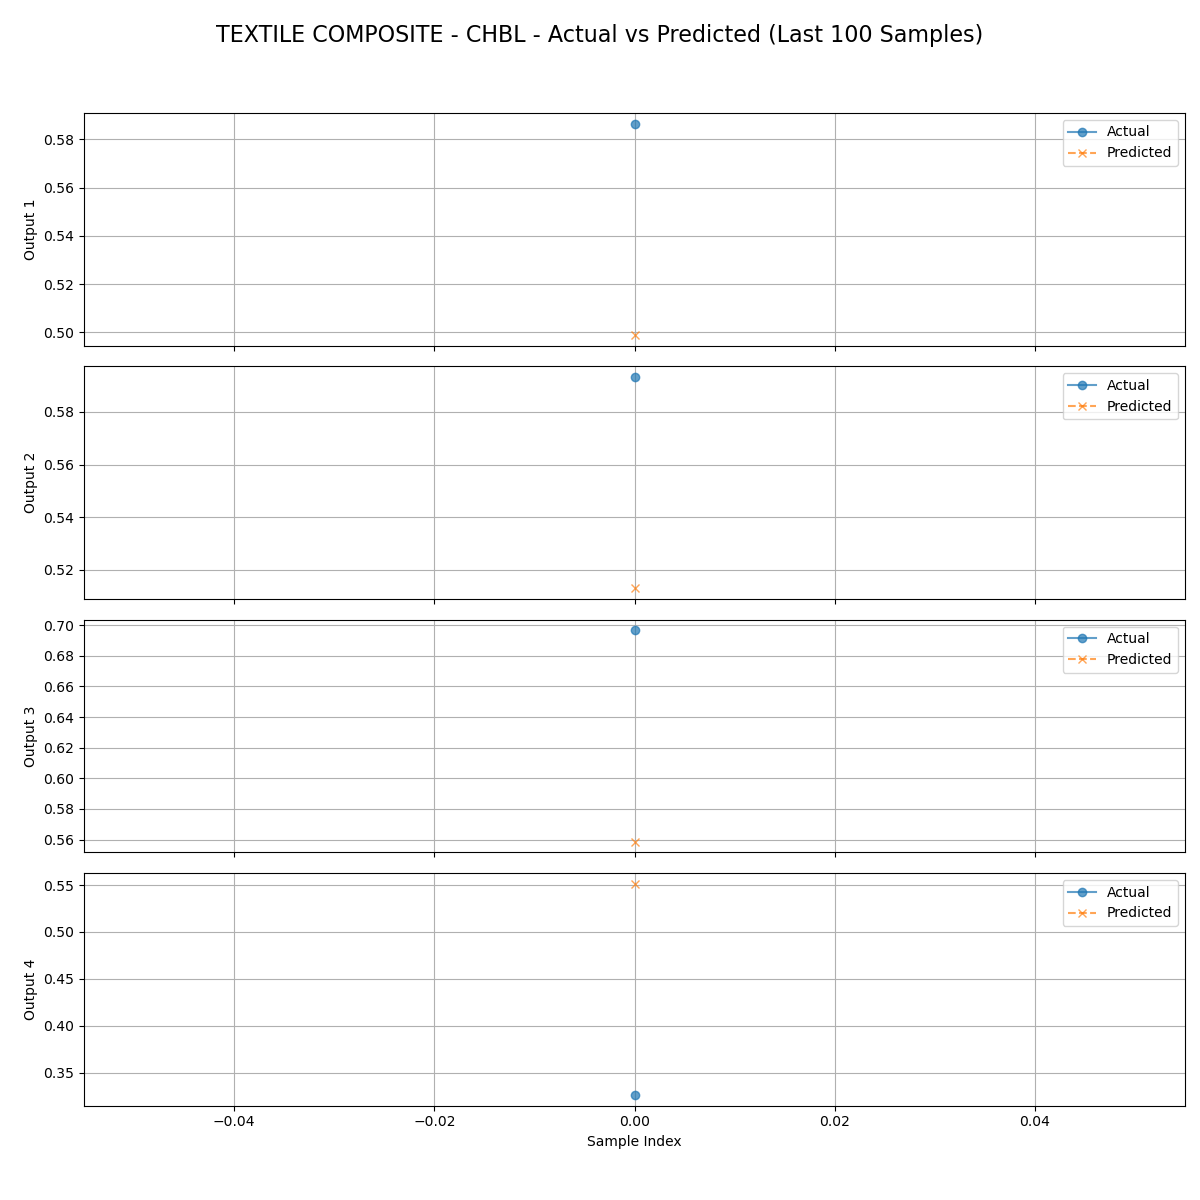 TEXTILE COMPOSITE - CHBL - Actual vs Predicted (Last 100 Samples)
Output 1
0.58
0.56
0.54
0.52
0.50
Actual
Predicted
Output 2
0.58
0.56
0.54
0.52
Actual
Predicted
Output 3
0.70
0.68
0.66
0.64
0.62
0.60
0.58
0.56
Actual
Predicted
Output 4
0.55
0.50
0.45
0.40
0.35
Actual
Predicted
−0.04 −0.02 0.00 0.02 0.04
Sample Index